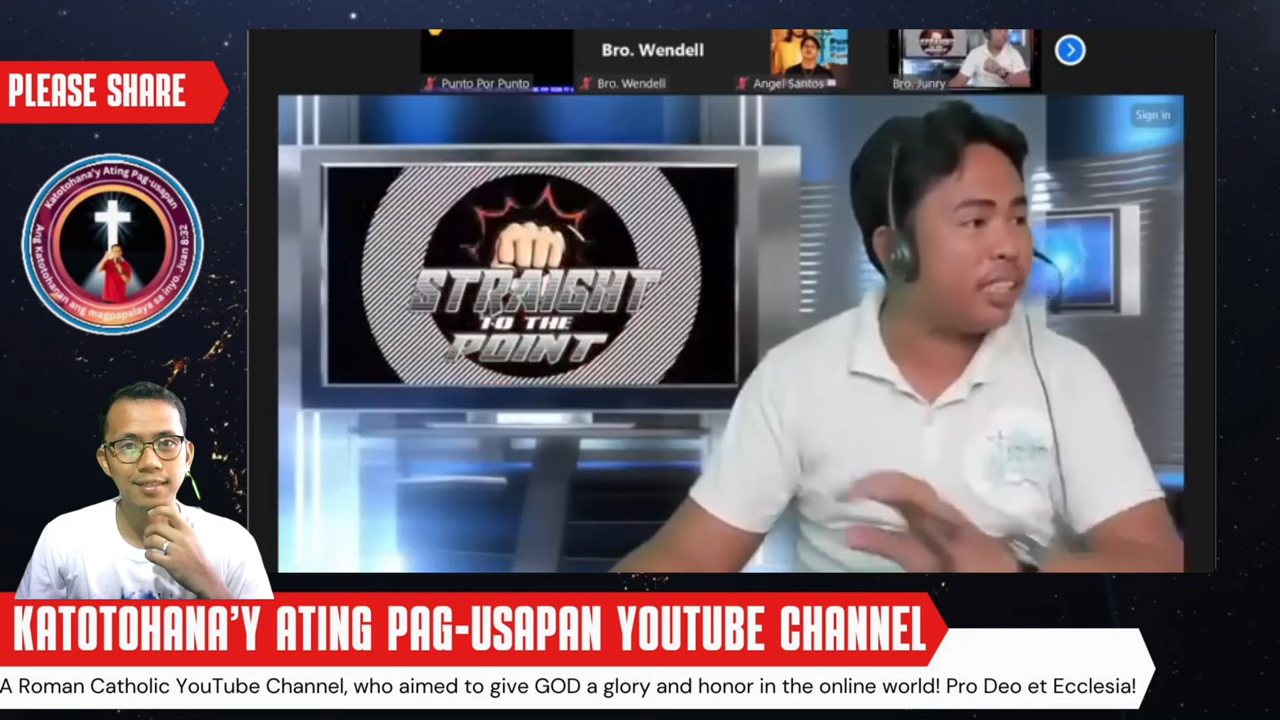 PLEASE SHARE
Katotohana'y Ating Pag-usapan
Ang Katotohanan ang magpapalaya sa inyo. Juan 8:32
Bro. Wendell
Punto Por Punto
Bro. Wendell
Angel Santos
Bro. Junry
Sign in
STRAIGHT
TO THE
POINT
KATOTOHANA'Y ATING PAG-USAPAN YOUTUBE CHANNEL
A Roman Catholic YouTube Channel, who aimed to give GOD a glory and honor in the online world! Pro Deo et Ecclesia!